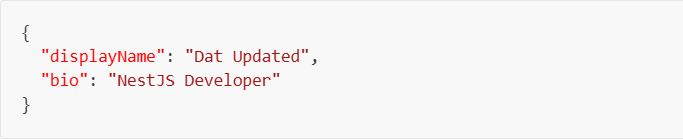 {
  "displayName": "Dat Updated",
  "bio": "NestJS Developer"
}